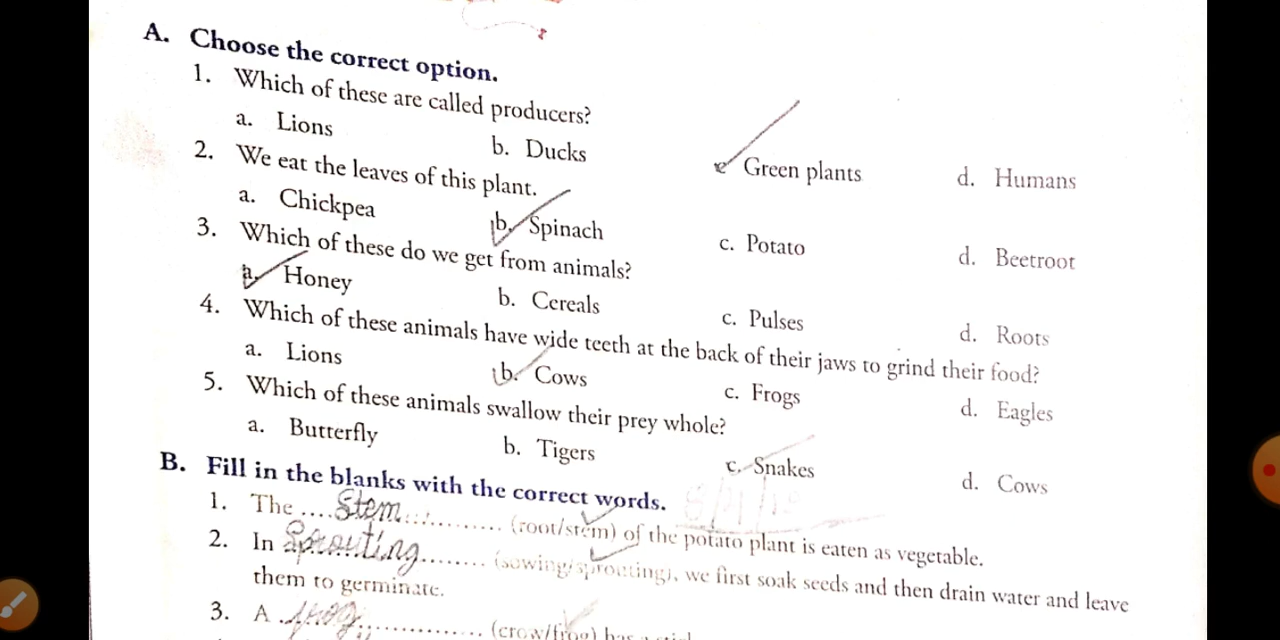 A. Choose the correct option.
1. Which of these are called producers?
a. Lions b. Ducks Green plants d. Humans
2. We eat the leaves of this plant.
a. Chickpea b. Spinach c. Potato d. Beetroot
3. Which of these do we get from animals?
a. Honey b. Cereals c. Pulses d. Roots
4. Which of these animals have wide teeth at the back of their jaws to grind their food?
a. Lions b. Cows c. Frogs d. Eagles
5. Which of these animals swallow their prey whole?
a. Butterfly b. Tigers c. Snakes d. Cows
B. Fill in the blanks with the correct words.
1. The ....Stem............ (root/stem) of the potato plant is eaten as vegetable.
2. In Sprouting......... (sowing/sprouting), we first soak seeds and then drain water and leave
them to germinate.
3. A ..frog................ (crow/frog) has a